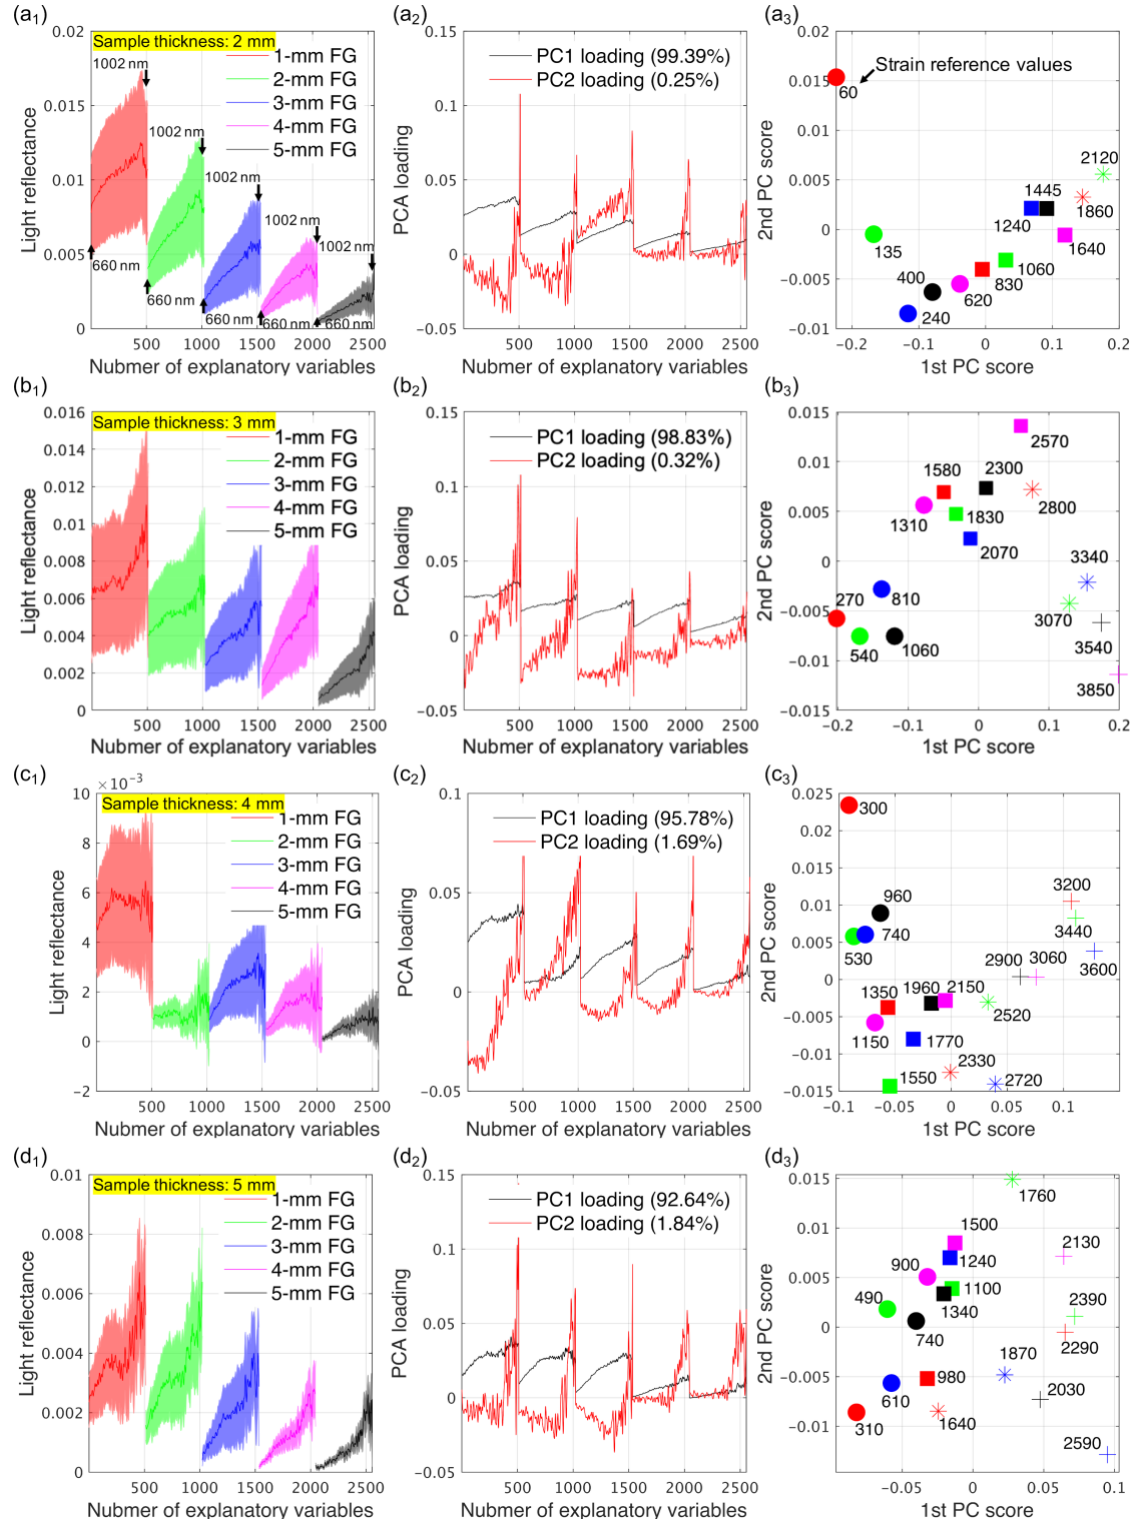 (a1)
(a2)
(a3)
0.02
0.015
0.01
0.005
0
Light reflectance
Sample thickness: 2 mm
1002 nm
1002 nm
1002 nm
1002 nm
1002 nm
660 nm
660 nm
660 nm
660 nm
660 nm
1-mm FG
2-mm FG
3-mm FG
4-mm FG
5-mm FG
500 1000 1500 2000 2500
Nubmer of explanatory variables
0.15
0.1
0.05
0
−0.05
PCA loading
PC1 loading (99.39%)
PC2 loading (0.25%)
500 1000 1500 2000 2500
Nubmer of explanatory variables
0.02
0.015
0.01
0.005
0
−0.005
−0.01
2nd PC score
Strain reference values
60
2120
1445
1860
1240
1640
135
1060
400
830
620
240
−0.2 −0.1 0 0.1 0.2
1st PC score
(b1)
(b2)
(b3)
0.016
0.014
0.012
0.01
0.008
0.006
0.004
0.002
0
Light reflectance
Sample thickness: 3 mm
1-mm FG
2-mm FG
3-mm FG
4-mm FG
5-mm FG
500 1000 1500 2000 2500
Nubmer of explanatory variables
0.15
0.1
0.05
0
−0.05
PCA loading
PC1 loading (98.83%)
PC2 loading (0.32%)
500 1000 1500 2000 2500
Nubmer of explanatory variables
0.015
0.01
0.005
0
−0.005
−0.01
−0.015
2nd PC score
2570
1580 2300
2800
1310 1830
2070
3340
270 810
3070
540 1060
3540
3850
−0.2 −0.1 0 0.1 0.2
1st PC score
(c1)
(c2)
(c3)
×10−3
10
8
6
4
2
0
−2
Light reflectance
Sample thickness: 4 mm
1-mm FG
2-mm FG
3-mm FG
4-mm FG
5-mm FG
500 1000 1500 2000 2500
Nubmer of explanatory variables
0.1
0.05
0
−0.05
PCA loading
PC1 loading (95.78%)
PC2 loading (1.69%)
500 1000 1500 2000 2500
Nubmer of explanatory variables
0.025
0.02
0.015
0.01
0.005
0
−0.005
−0.01
−0.015
2nd PC score
300
960
3200
740
3440
530
2900 3060
3600
1350 1960 2150
2520
1150 1770
2330
1550 2720
−0.1 −0.05 0 0.05 0.1
1st PC score
(d1)
(d2)
(d3)
0.01
0.008
0.006
0.004
0.002
0
Light reflectance
Sample thickness: 5 mm
1-mm FG
2-mm FG
3-mm FG
4-mm FG
5-mm FG
500 1000 1500 2000 2500
Nubmer of explanatory variables
0.15
0.1
0.05
0
−0.05
PCA loading
PC1 loading (92.64%)
PC2 loading (1.84%)
500 1000 1500 2000 2500
Nubmer of explanatory variables
0.015
0.01
0.005
0
−0.005
−0.01
2nd PC score
1760
1500
2130
900 1240
490 1100
1340
2390
740
2290
1870
980
610
2030
310 1640
2590
−0.05 0 0.05 0.1
1st PC score